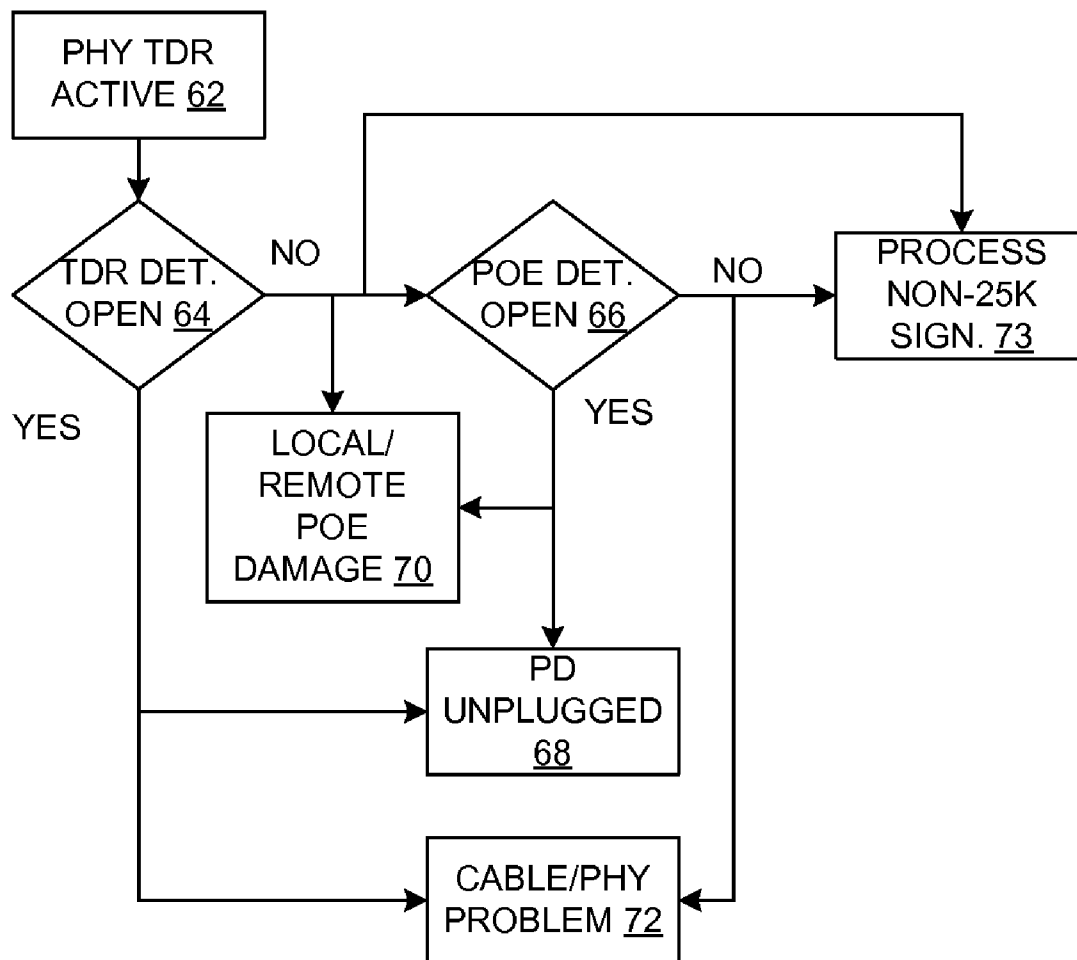 PHY TDR
ACTIVE 62
TDR DET.
OPEN 64
NO
YES
POE DET.
OPEN 66
NO
YES
PROCESS
NON-25K
SIGN. 73
LOCAL/
REMOTE
POE
DAMAGE 70
PD
UNPLUGGED
68
CABLE/PHY
PROBLEM 72